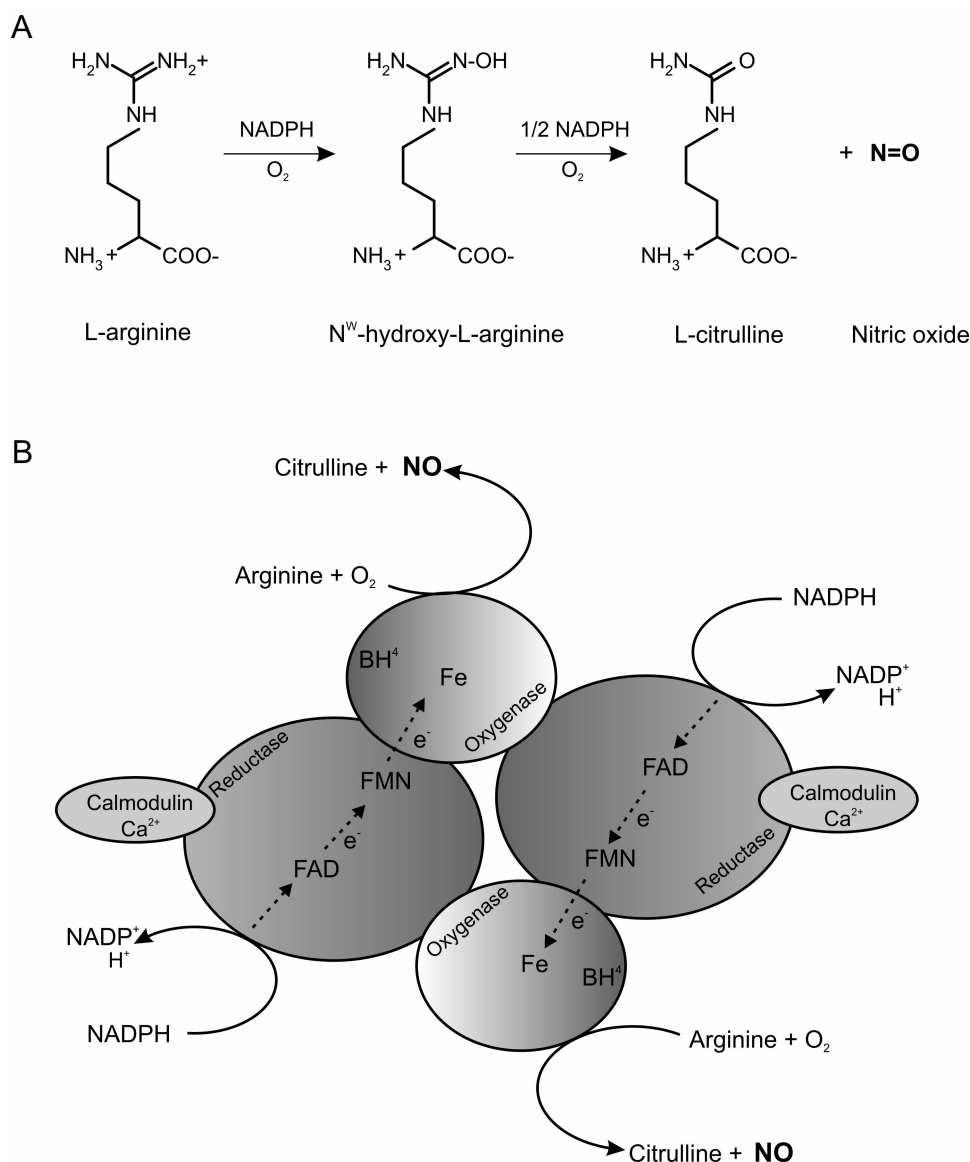 A
H₂N NH₂+
NH
NH₃+ COO-
NADPH
O₂
H₂N N-OH
NH
NH₃+ COO-
1/2 NADPH
O₂
H₂N O
NH
NH₃+ COO-
+ N=O
L-arginine
Nᵂ-hydroxy-L-arginine
L-citrulline
Nitric oxide
B
Citrulline + NO
Arginine + O₂
NADPH
NADP⁺
H⁺
BH⁴
Fe
Oxygenase
e⁻
Reductase
FMN
e⁻
FAD
Calmodulin
Ca²⁺
NADP⁺
H⁺
NADPH
FAD
e⁻
FMN
Reductase
Calmodulin
Ca²⁺
Oxygenase
e⁻
Fe
BH⁴
Arginine + O₂
Citrulline + NO